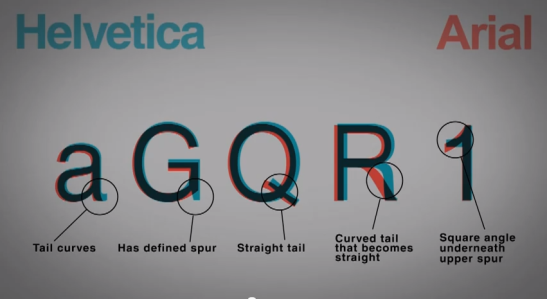 Helvetica Arial
a G Q R 1
Tail curves Has defined spur Straight tail
Curved tail
that becomes
straight
Square angle
underneath
upper spur